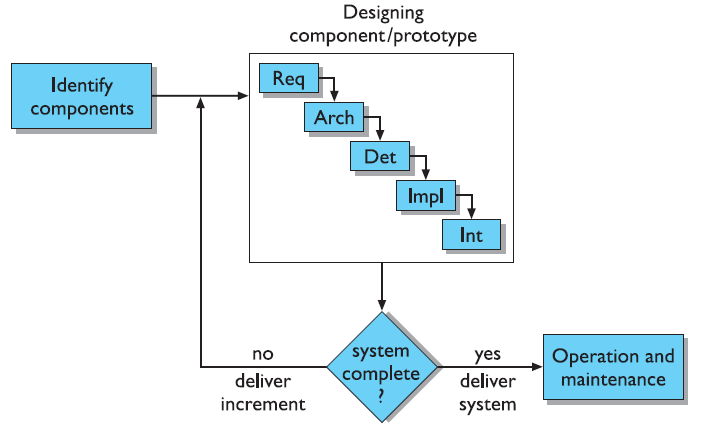 Designing
component/prototype
Identify
components
Req
Arch
Det
Impl
Int
system
complete
?
no
deliver
increment
yes
deliver
system
Operation and
maintenance